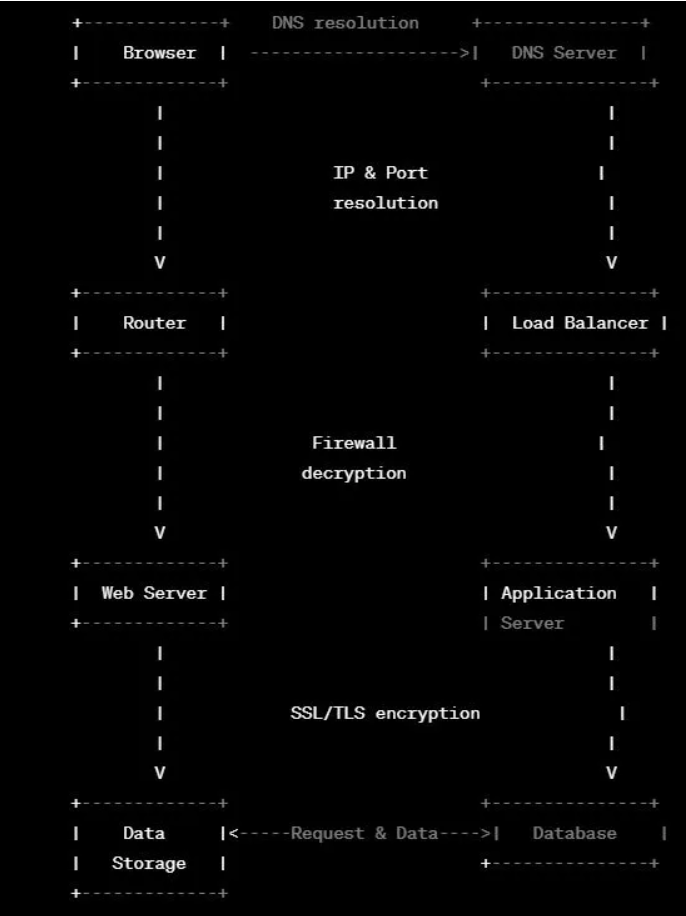 +-------------+    DNS resolution     +---------------+
|    Browser  |  -------------------->|   DNS Server  |
+-------------+                        +---------------+
        |                                          |
        |                                          |
        |                IP & Port                |
        |                resolution                |
        |                                          |
        V                                          V
+-------------+                        +---------------+
|    Router   |                        |  Load Balancer |
+-------------+                        +---------------+
        |                                          |
        |                                          |
        |              Firewall                   |
        |             decryption                   |
        |                                          |
        V                                          V
+-------------+                        +---------------+
|  Web Server |                        | Application   |
+-------------+                        | Server        |
        |                                          |
        |                                          |
        |            SSL/TLS encryption             |
        |                                          |
        V                                          V
+-------------+                        +---------------+
|    Data     |<-----Request & Data---->|   Database    |
|   Storage   |                        +---------------+
+-------------+